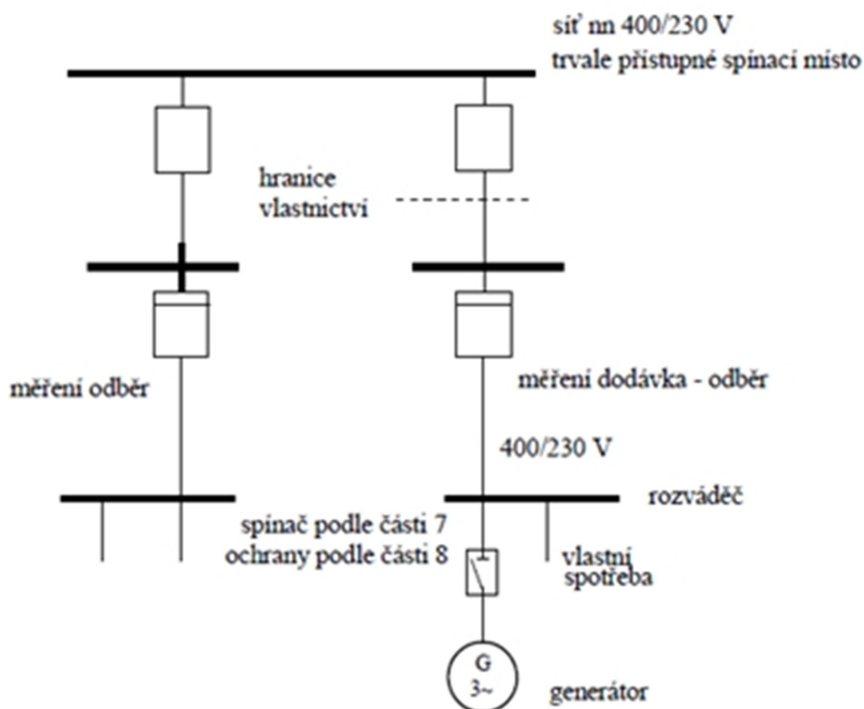 síť nn 400/230 V
trvale přístupné spínací místo
hranice
vlastnictví
měření odběr
měření dodávka - odběr
400/230 V
rozváděč
spínač podle části 7
ochrany podle části 8
vlastní
spotřeba
G
3~
generátor